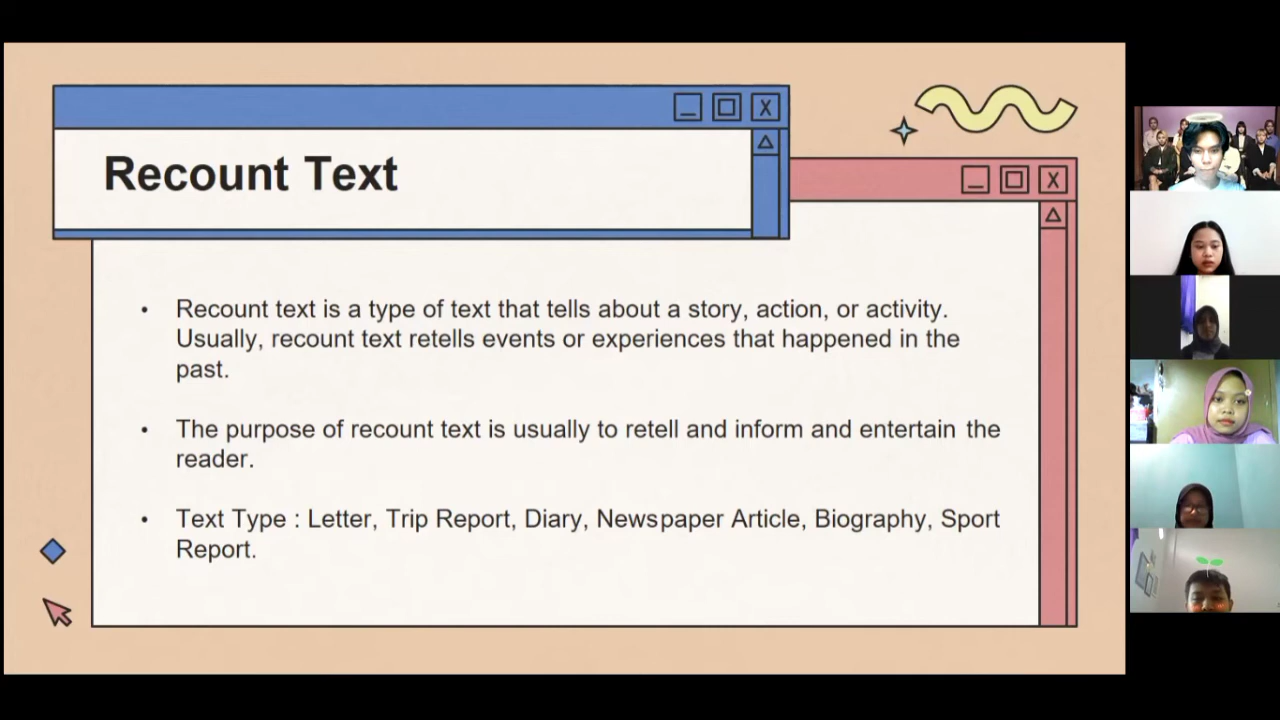 Recount Text
• Recount text is a type of text that tells about a story, action, or activity.
Usually, recount text retells events or experiences that happened in the
past.
• The purpose of recount text is usually to retell and inform and entertain the
reader.
• Text Type : Letter, Trip Report, Diary, Newspaper Article, Biography, Sport
Report.